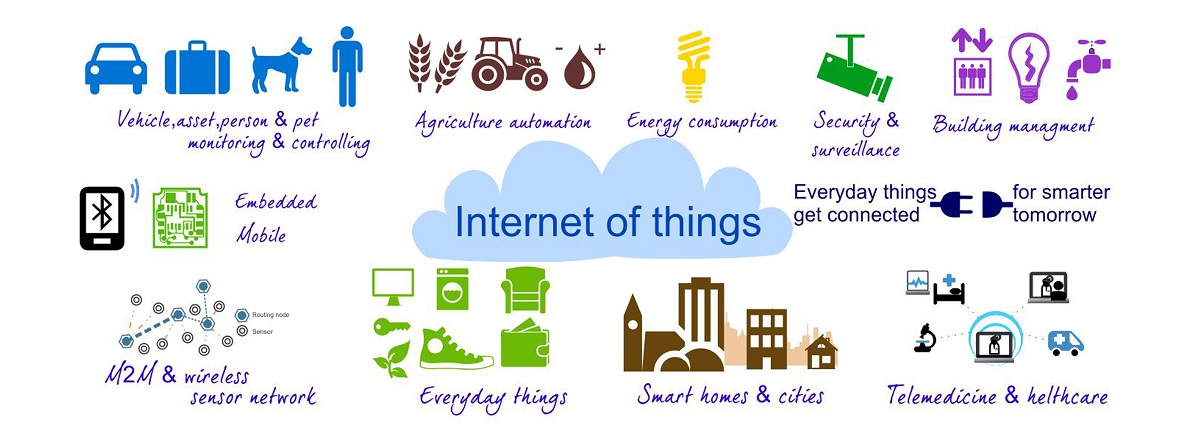 Vehicle,asset,person & pet
monitoring & controlling
Agriculture automation
Energy consumption
Security &
surveillance
Building managment
Embedded
Mobile
Internet of things
Everyday things
get connected
for smarter
tomorrow
Routing node
Sensor
M2M & wireless
sensor network
Everyday things
Smart homes & cities
Telemedicine & helthcare